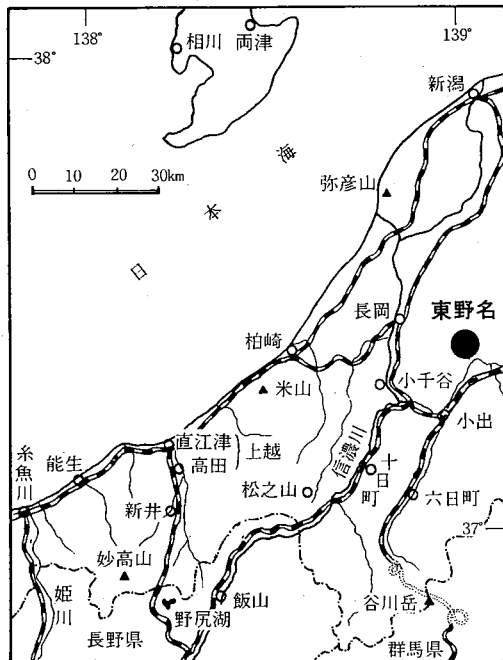 138°
139°
38°
相川
両津
新潟
0 10 20 30km
日本海
弥彦山
長岡
東野名
柏崎
米山
小千谷
小出
信濃川
直江津
上越
高田
十日町
糸魚川
能生
松之山
六日町
新井
37°
妙高山
姫川
飯山
谷川岳
野尻湖
長野県
群馬県